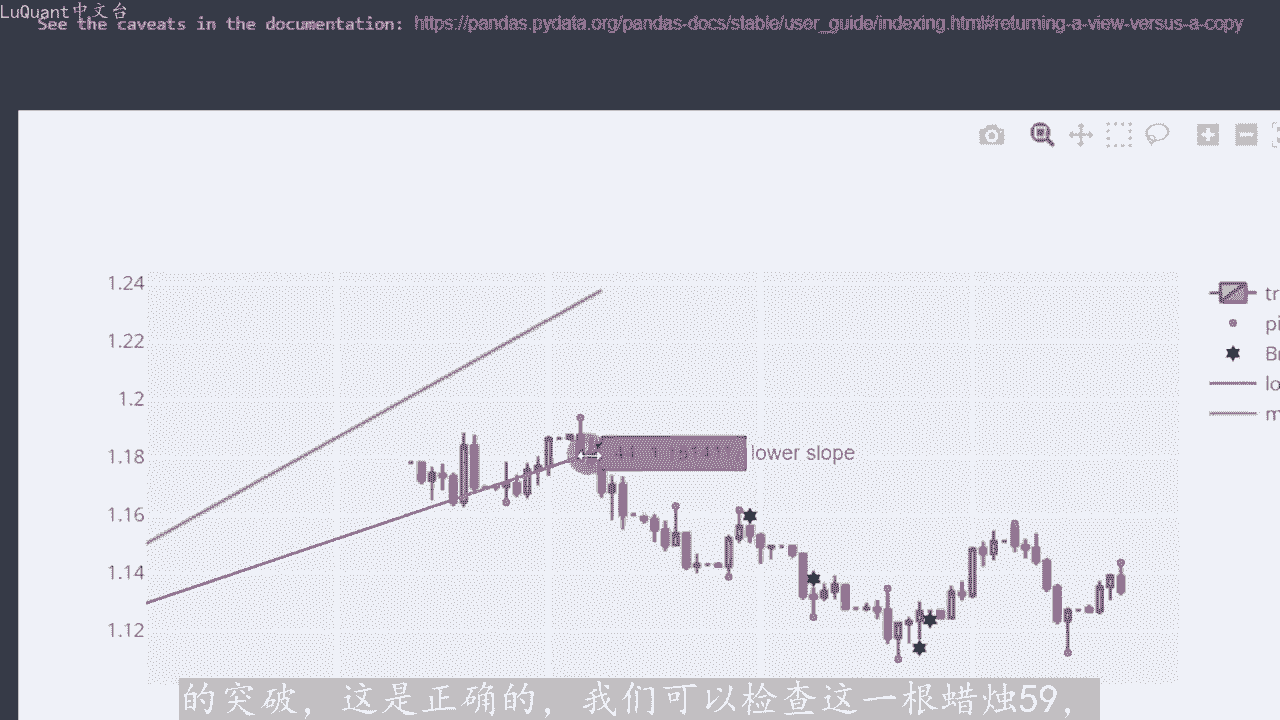 LuQuant中文台
See the caveats in the documentation: https://pandas.pydata.org/pandas-docs/stable/user_guide/indexing.html#returning-a-view-versus-a-copy
1.24
1.22
1.2
1.18
1.16
1.14
1.12
lower slope
tr
pi
Br
lo
m
的突破，这是正确的，我们可以检查这一根蜡烛59，